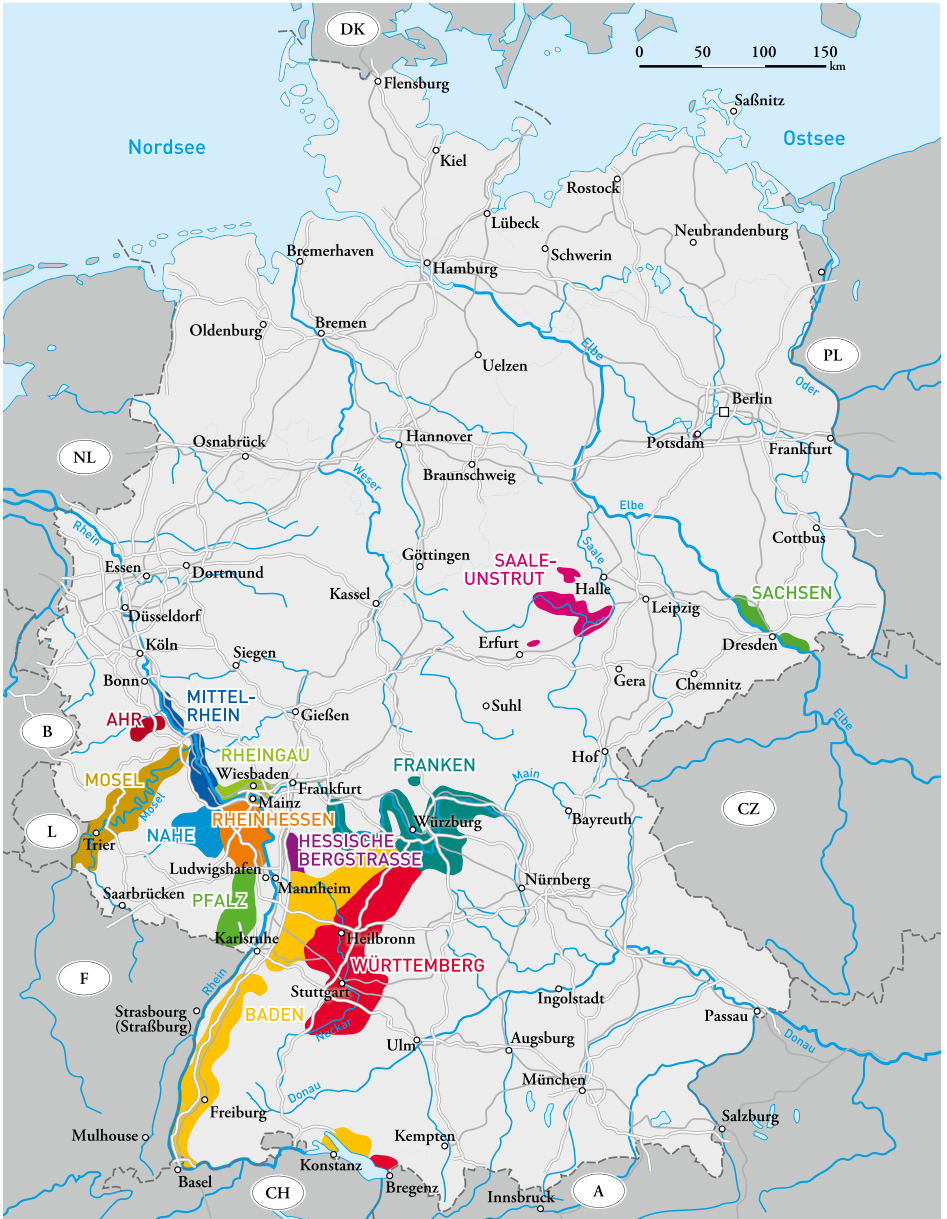 DK
0 50 100 150
km
Flensburg
Saßnitz
Nordsee
Ostsee
Kiel
Rostock
Lübeck
Neubrandenburg
Schwerin
Bremerhaven
Hamburg
Oldenburg
Bremen
Elbe
PL
Uelzen
Oder
Berlin
Hannover
Osnabrück
Potsdam
Frankfurt
NL
Braunschweig
Weser
Elbe
Rhein
Cottbus
Saale
Göttingen
SAALE-
UNSTRUT
Essen
Dortmund
Halle
Kassel
SACHSEN
Leipzig
Düsseldorf
Erfurt
Dresden
Köln
Siegen
Bonn
Gera
Chemnitz
MITTEL-
RHEIN
Suhl
AHR
Gießen
Elbe
B
Hof
RHEINGAU
FRANKEN
Wiesbaden
MOSEL
Frankfurt
Main
Mosel
Mainz
CZ
RHEINHESSEN
Würzburg
Bayreuth
L
NAHE
Trier
HESSISCHE
BERGSTRASSE
Ludwigshafen
Mannheim
Nürnberg
Saarbrücken
PFALZ
Karlsruhe
Heilbronn
WÜRTTEMBERG
F
Rhein
Stuttgart
Ingolstadt
Strasbourg
(Straßburg)
BADEN
Passau
Neckar
Ulm
Augsburg
Donau
München
Donau
Freiburg
Mulhouse
Kempten
Salzburg
Konstanz
Basel
CH
Bregenz
A
Innsbruck